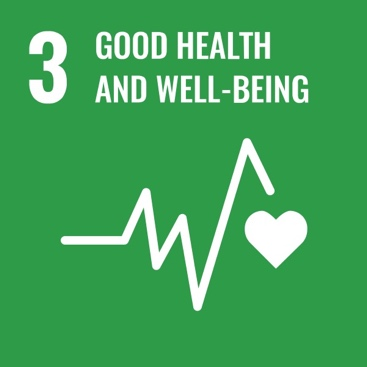 3 GOOD HEALTH
AND WELL-BEING